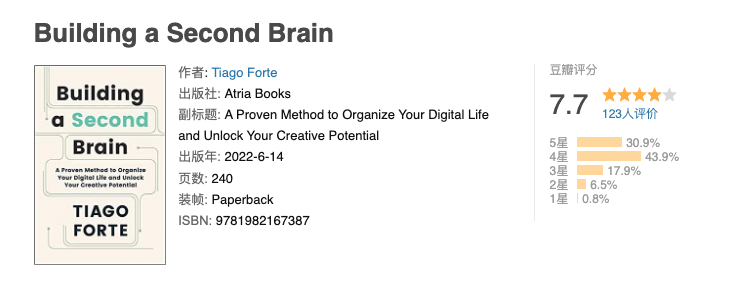 Building a Second Brain
Building
a Second
Brain
A Proven Method to Organize
Your Digital Life and Unlock
Your Creative Potential
TIAGO
FORTE
作者: Tiago Forte
出版社: Atria Books
副标题: A Proven Method to Organize Your Digital Life
and Unlock Your Creative Potential
出版年: 2022-6-14
页数: 240
装帧: Paperback
ISBN: 9781982167387
豆瓣评分
7.7
123人评价
5星 30.9%
4星 43.9%
3星 17.9%
2星 6.5%
1星 0.8%